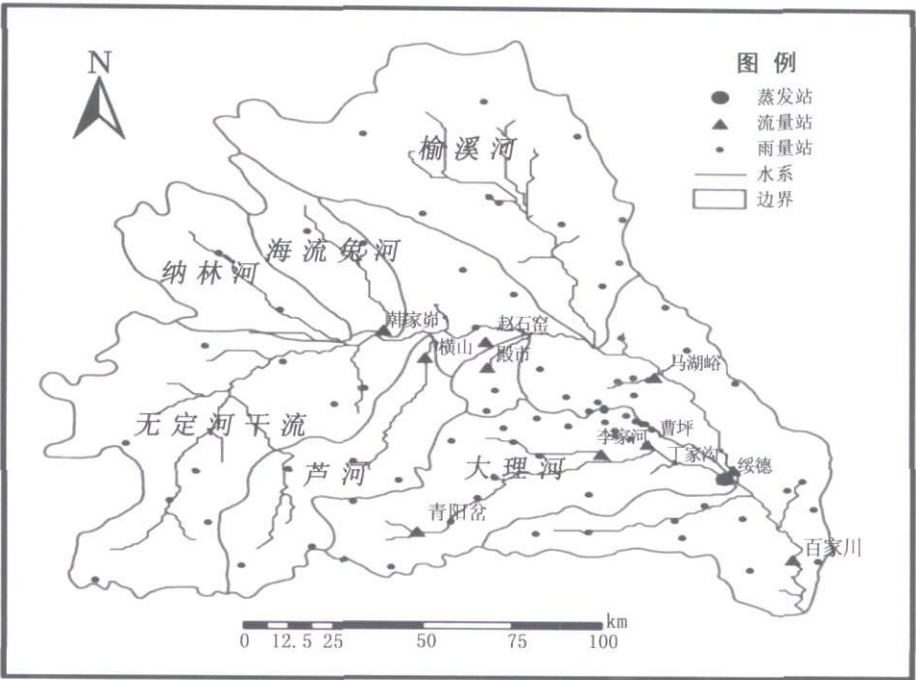 N
图 例
蒸发站
流量站
雨量站
水系
边界
榆溪河
海流兔河
纳林河
韩家峁
赵石窑
横山
殿市
马湖峪
无定河干流
曹坪
李家河
丁家沟
芦河
大理河
绥德
青阳岔
百家川
km
0 12.5 25 50 75 100